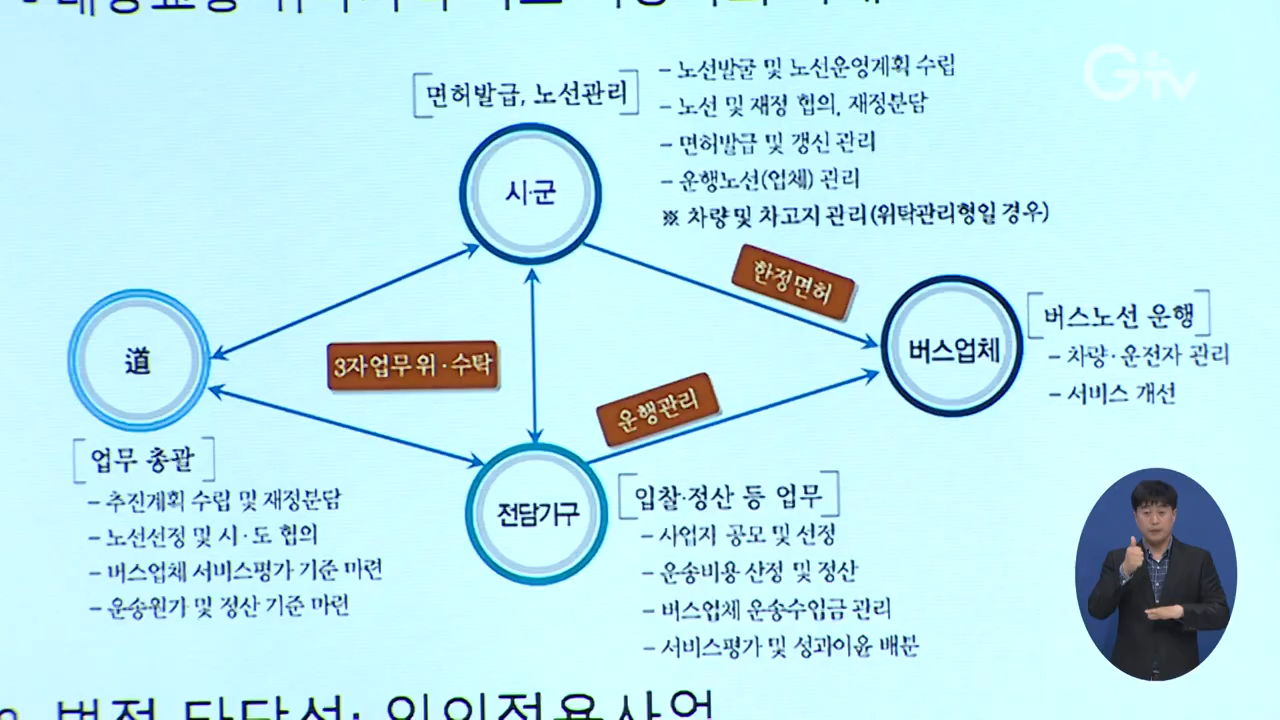 GTV
[면허발급, 노선관리]
- 노선발굴 및 노선운영계획 수립
- 노선 및 재정 협의, 재정분담
- 면허발급 및 갱신 관리
- 운행노선(업체) 관리
※ 차량 및 차고지 관리(위탁관리형일 경우)
시·군
한정면허
道
3자 업무 위·수탁
버스업체
[버스노선 운행]
- 차량·운전자 관리
- 서비스 개선
운행관리
[업무 총괄]
- 추진계획 수립 및 재정분담
- 노선선정 및 시·도 협의
- 버스업체 서비스평가 기준 마련
- 운송원가 및 정산 기준 마련
전담기구
[입찰·정산 등 업무]
- 사업자 공모 및 선정
- 운송비용 산정 및 정산
- 버스업체 운송수입금 관리
- 서비스평가 및 성과이윤 배분